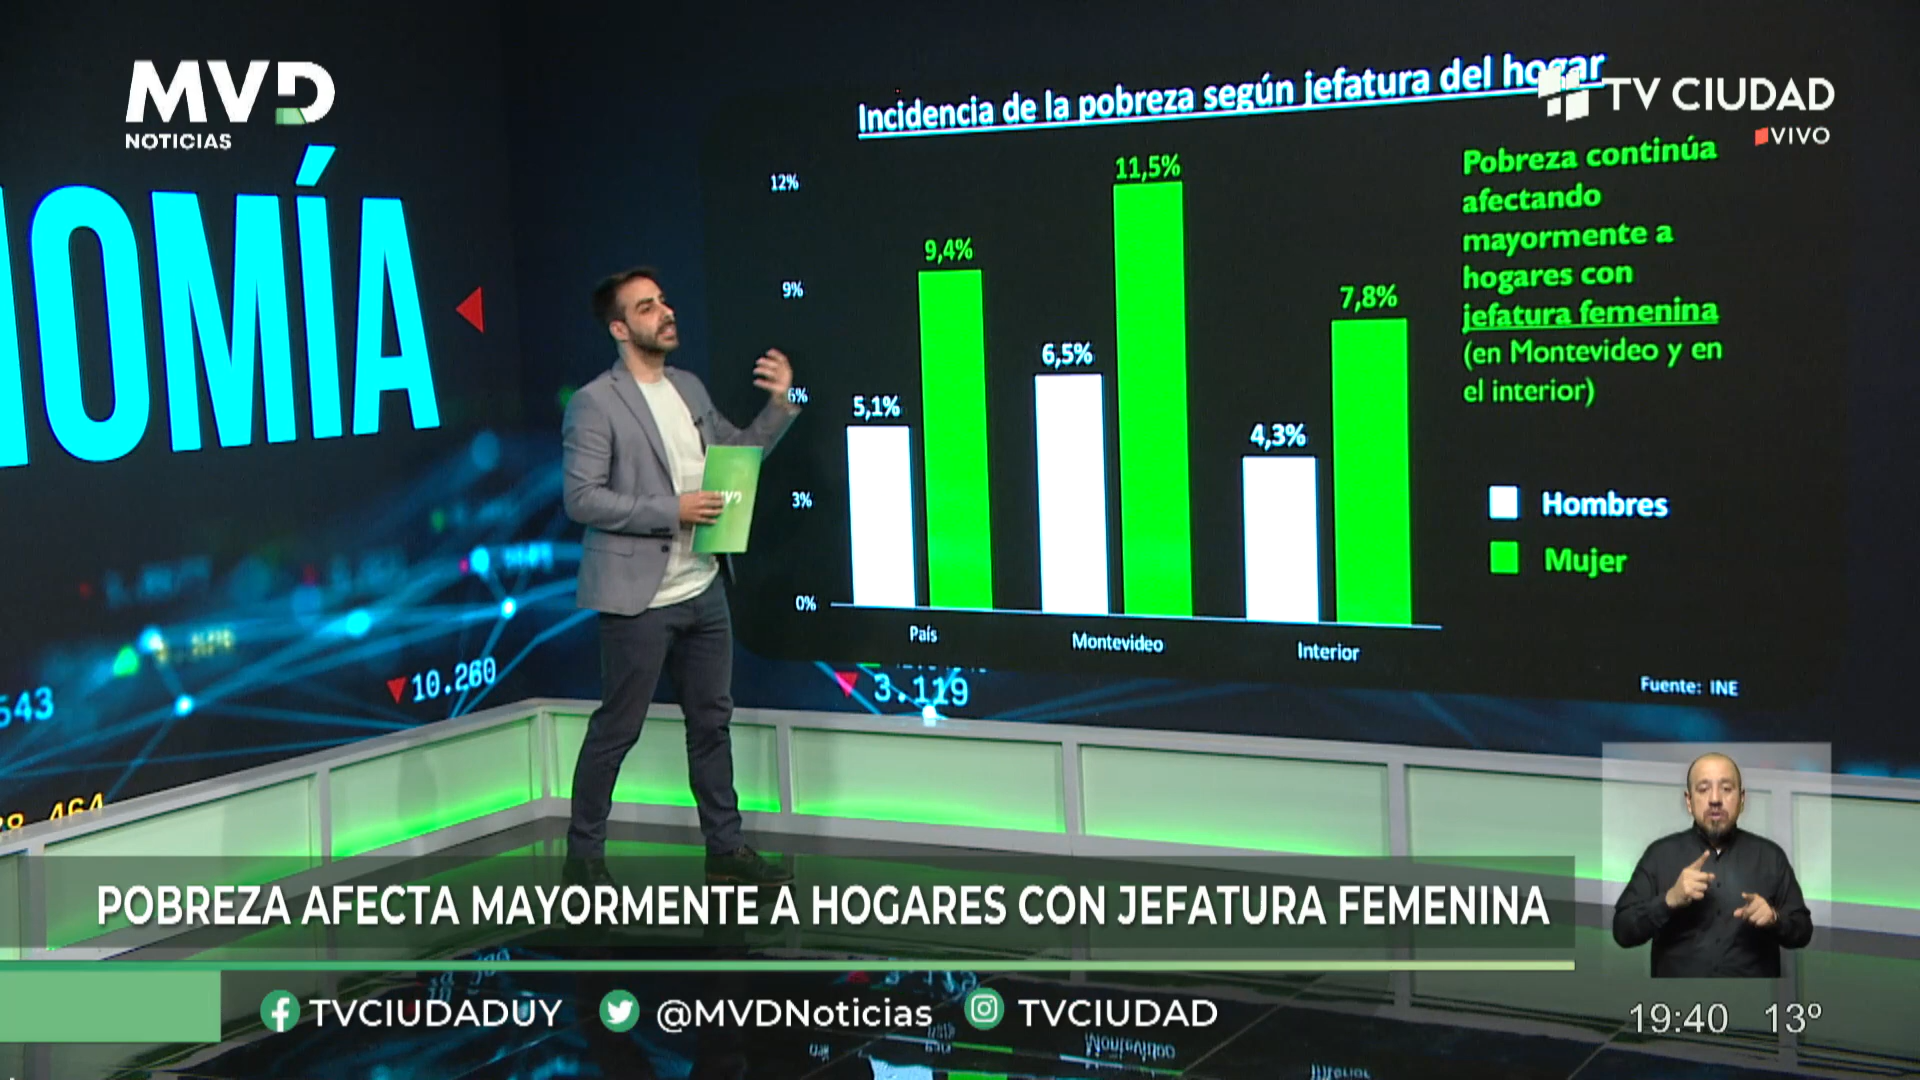 MVD
NOTICIAS
TV CIUDAD
VIVO
NOMÍA
Incidencia de la pobreza según jefatura del hogar
12%
9%
6%
3%
0%
5,1%
9,4%
6,5%
11,5%
4,3%
7,8%
País
Montevideo
Interior
Pobreza continúa
afectando
mayormente a
hogares con
jefatura femenina
(en Montevideo y en
el interior)
Hombres
Mujer
Fuente: INE
MVD
543
10.260
3.119
POBREZA AFECTA MAYORMENTE A HOGARES CON JEFATURA FEMENINA
TVCIUDADUY
@MVDNoticias
TVCIUDAD
19:40 13º